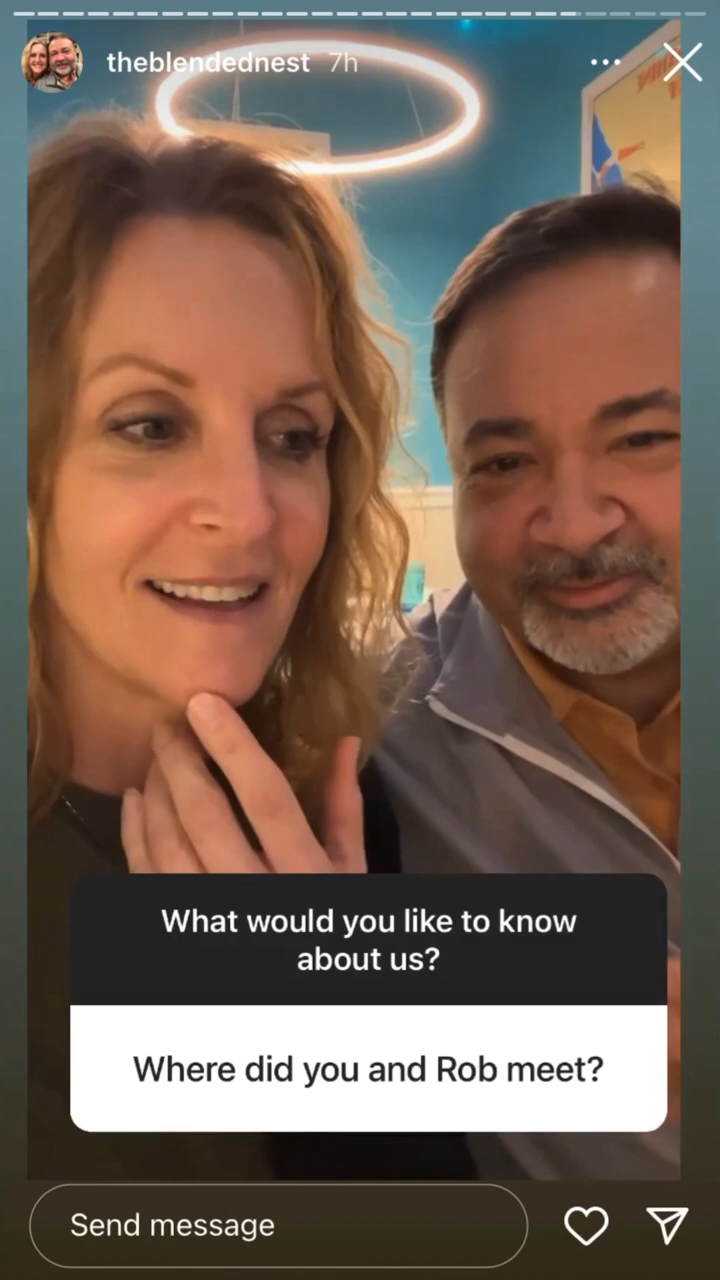 theblendednest 7h
What would you like to know
about us?
Where did you and Rob meet?
Send message